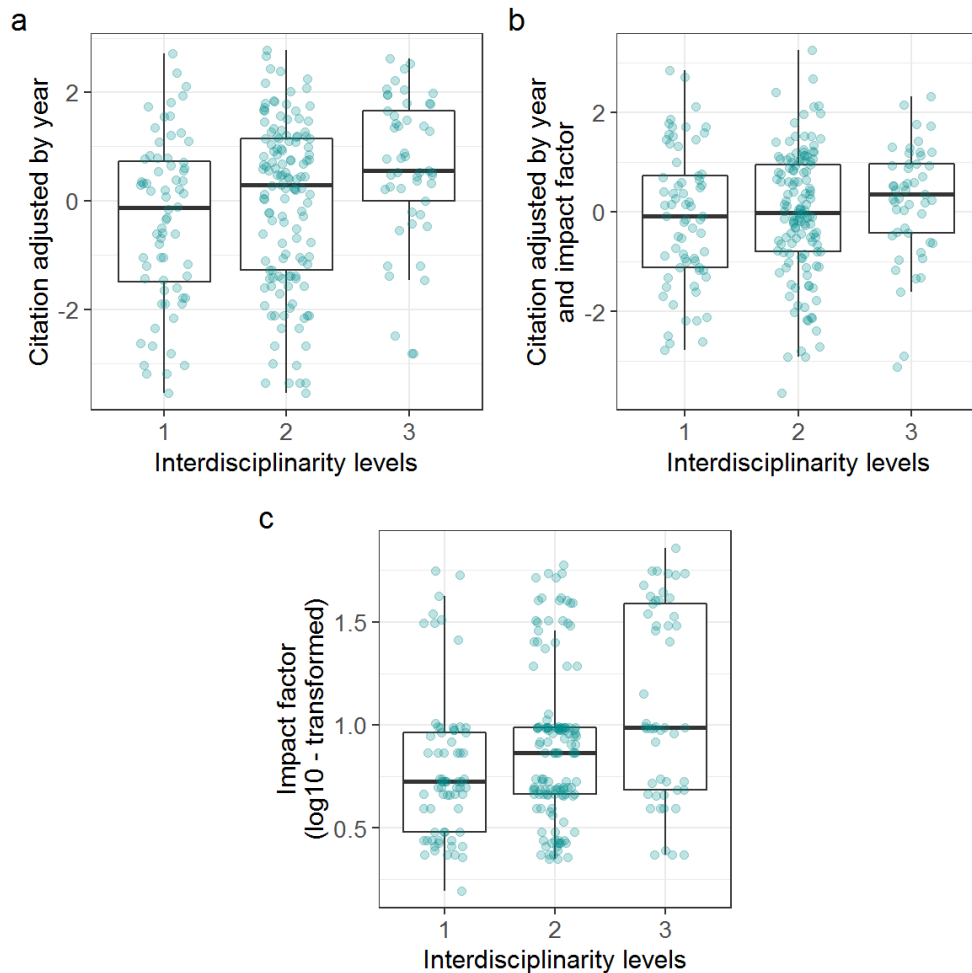 a
Citation adjusted by year
2
0
-2
1 2 3
Interdisciplinarity levels
b
Citation adjusted by year
and impact factor
2
0
-2
1 2 3
Interdisciplinarity levels
c
Impact factor
(log10 - transformed)
1.5
1.0
0.5
1 2 3
Interdisciplinarity levels